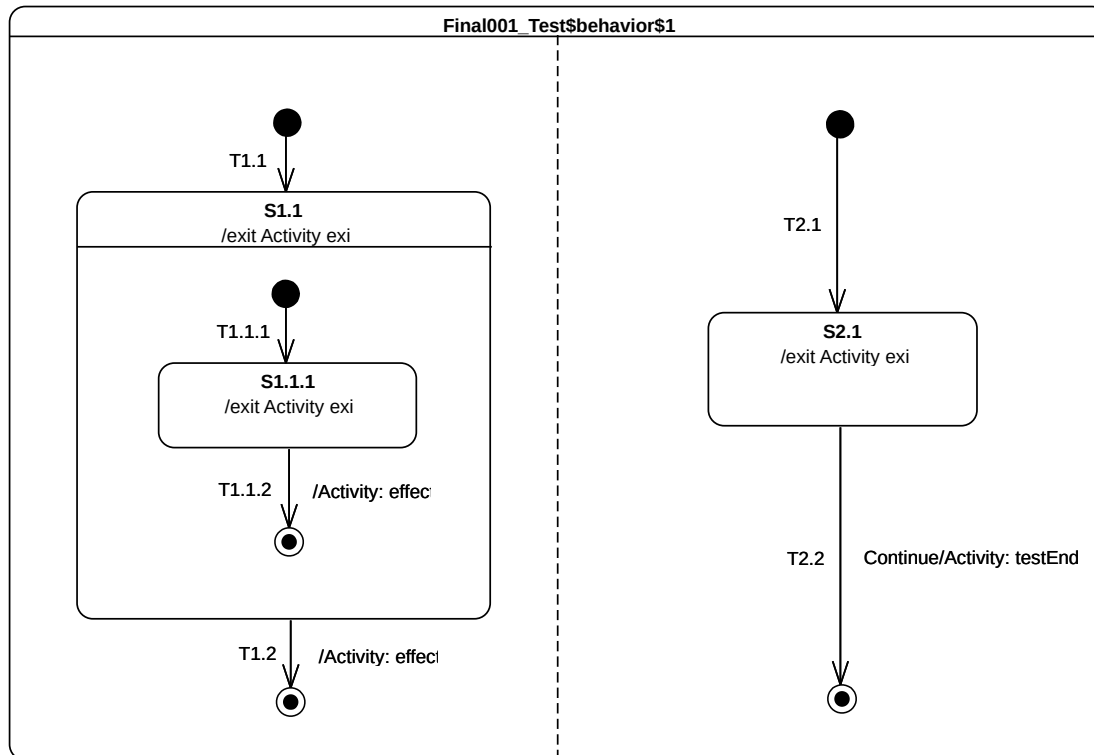 Final001_Test$behavior$1
T1.1
S1.1
/exit Activity exi
T1.1.1
S1.1.1
/exit Activity exi
T1.1.2 /Activity: effec
T1.2 /Activity: effect
T2.1
S2.1
/exit Activity exi
T2.2 Continue/Activity: testEnd